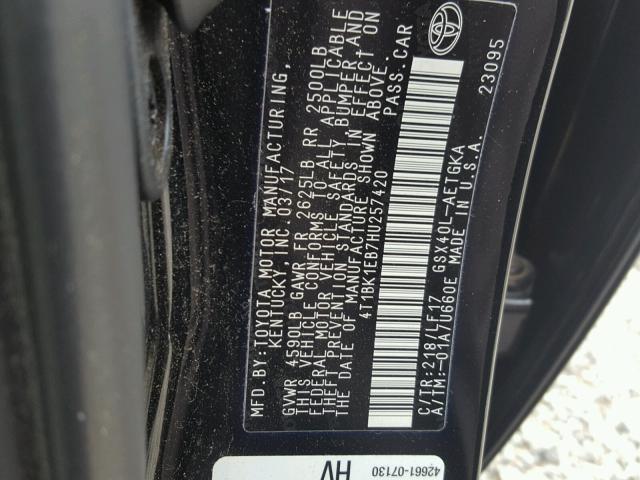 MFD.BY:TOYOTA MOTOR MANUFACTURING,
KENTUCKY, INC. 03/17
GVWR 4590LB GAWR FR 2625LB RR 2500LB
THIS VEHICLE CONFORMS TO ALL APPLICABLE
FEDERAL MOTOR VEHICLE SAFETY, BUMPER, AND
THEFT PREVENTION STANDARDS IN EFFECT ON
THE DATE OF MANUFACTURE SHOWN ABOVE.
4T1BK1EB7HU257420 PASS. CAR
C/TR:218/LF17 GSX40L-AETGKA
A/TM:-01A/U660E MADE IN U.S.A.
23095
42661-07130
HV